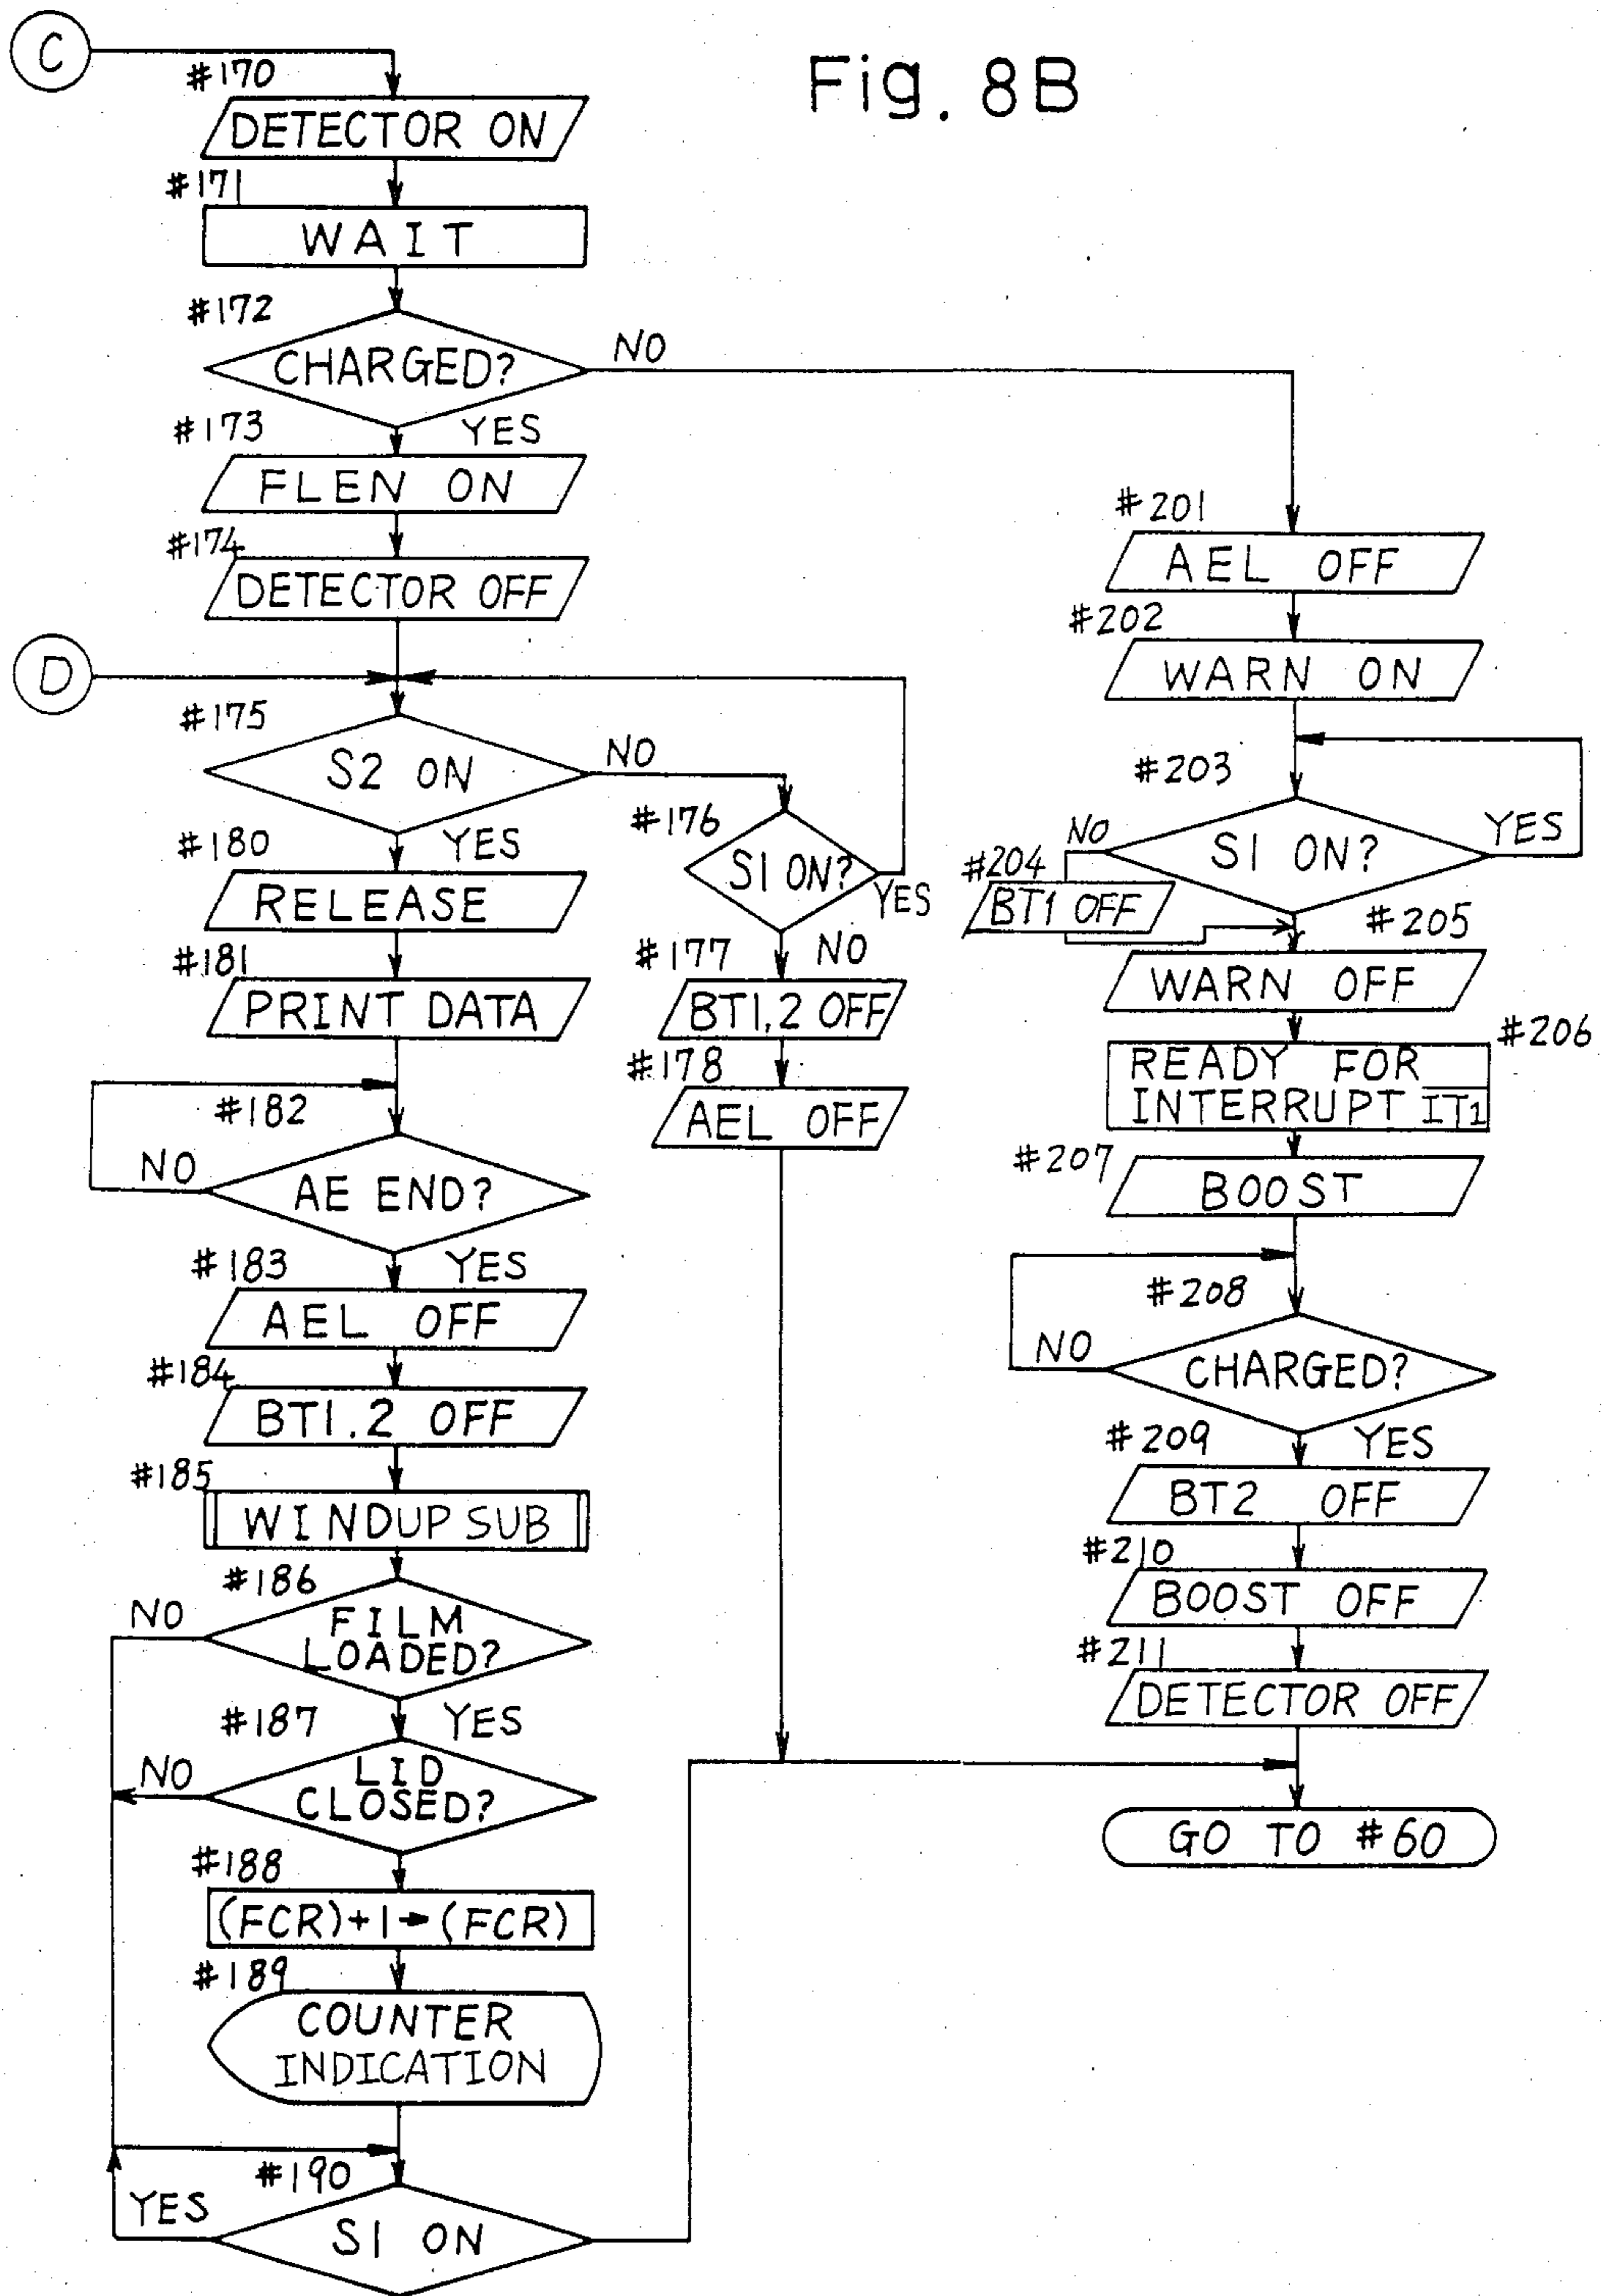 Fig. 8B
C
#170
DETECTOR ON
#171
WAIT
#172
CHARGED?
NO
YES
#173
FLEN ON
#174
DETECTOR OFF
D
#175
S2 ON
NO
YES
#176
S1 ON?
YES
NO
#177
BT1,2 OFF
#178
AEL OFF
#180
RELEASE
#181
PRINT DATA
#182
NO
AE END?
YES
#183
AEL OFF
#184
BT1.2 OFF
#185
WINDUP SUB
#186
NO
FILM
LOADED?
YES
#187
NO
LID
CLOSED?
#188
(FCR)+1→(FCR)
#189
COUNTER
INDICATION
#190
YES
S1 ON
#201
AEL OFF
#202
WARN ON
#203
NO
S1 ON?
YES
#204
BT1 OFF
#205
WARN OFF
#206
READY FOR
INTERRUPT IT1
#207
BOOST
#208
NO
CHARGED?
YES
#209
BT2 OFF
#210
BOOST OFF
#211
DETECTOR OFF
GO TO #60